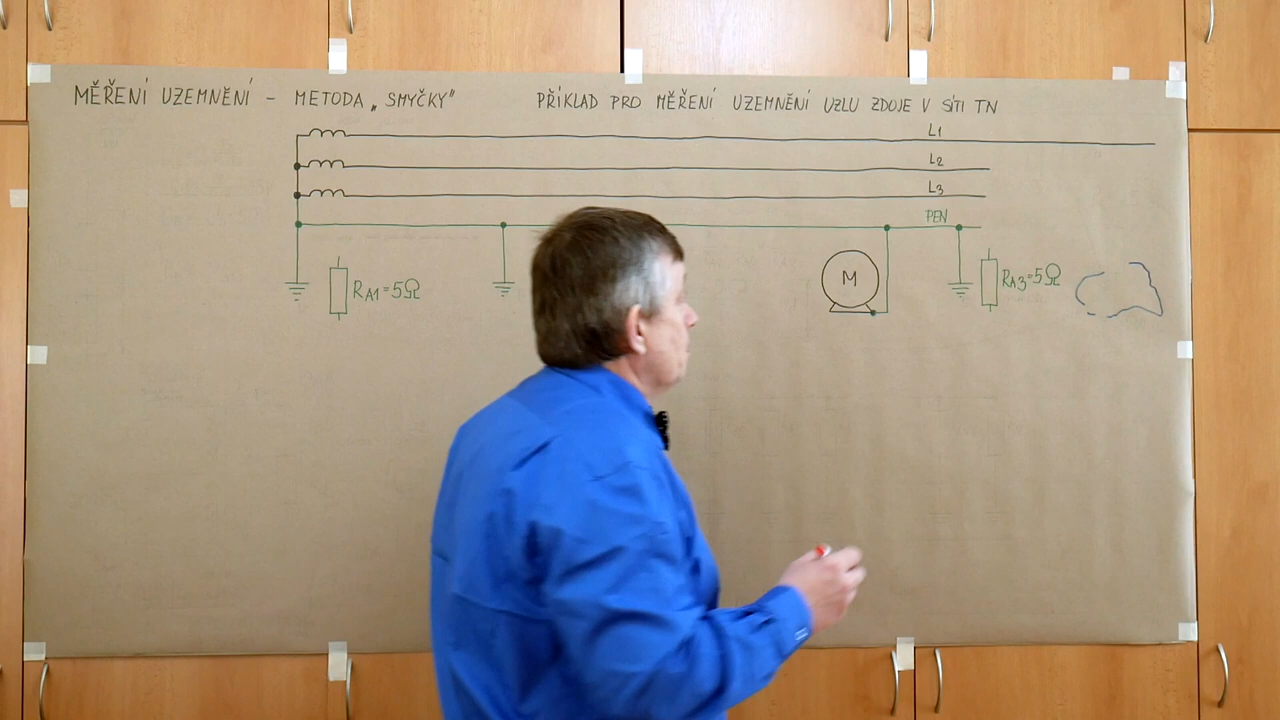 MĚŘENÍ UZEMNĚNÍ - METODA „SMYČKY" PŘÍKLAD PRO MĚŘENÍ UZEMNĚNÍ UZLU ZDOJE V SÍTI TN
L1
L2
L3
PEN
M
RA1=5Ω
RA3=5Ω